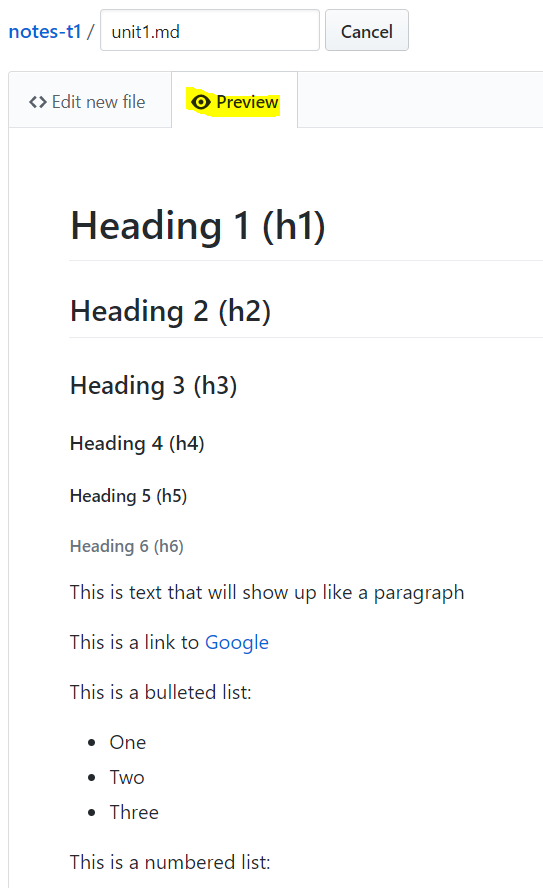 notes-t1 / unit1.md Cancel
<> Edit new file Preview
Heading 1 (h1)
Heading 2 (h2)
Heading 3 (h3)
Heading 4 (h4)
Heading 5 (h5)
Heading 6 (h6)
This is text that will show up like a paragraph
This is a link to Google
This is a bulleted list:
• One
• Two
• Three
This is a numbered list: